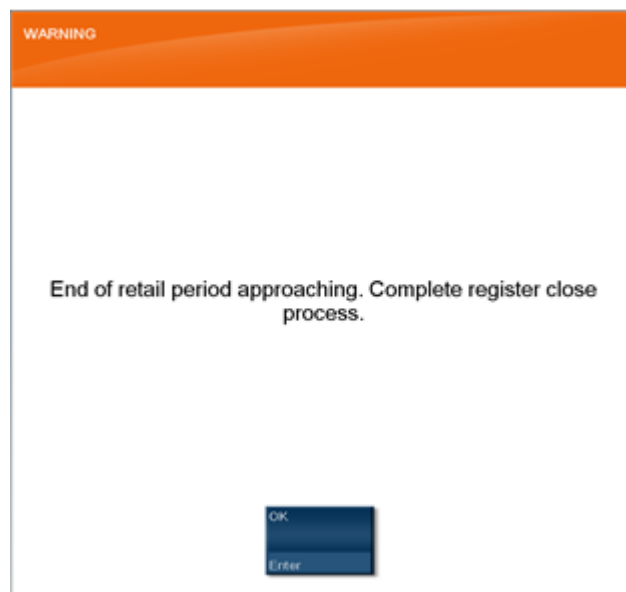 WARNING
End of retail period approaching. Complete register close
process.
OK
Enter